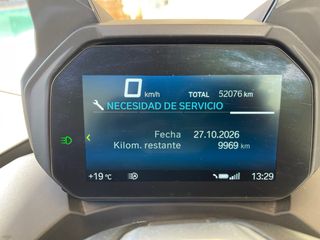 0 km/h TOTAL 52076 km
NECESIDAD DE SERVICIO
Fecha 27.10.2026
Kilom. restante 9969 km
+19°C 13:29